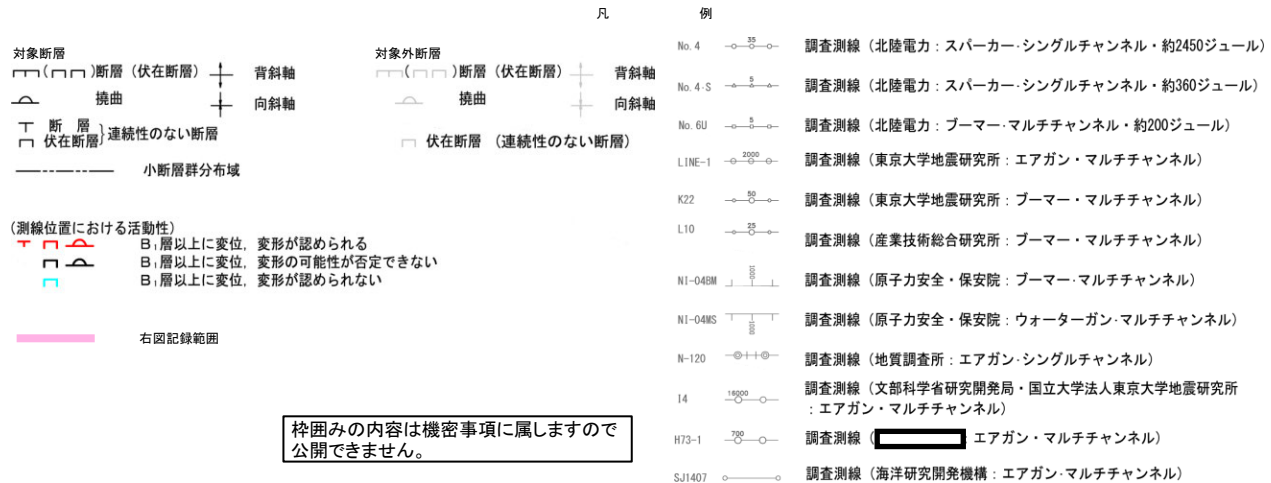 凡　例
対象断層
断層（伏在断層）　背斜軸
撓曲　向斜軸
断 層
伏在断層
連続性のない断層
小断層群分布域
（測線位置における活動性）
B₁層以上に変位，変形が認められる
B₁層以上に変位，変形の可能性が否定できない
B₁層以上に変位，変形が認められない
右図記録範囲
対象外断層
断層（伏在断層）　背斜軸
撓曲　向斜軸
伏在断層　（連続性のない断層）
枠囲みの内容は機密事項に属しますので
公開できません。
No. 4　35　調査測線（北陸電力：スパーカー・シングルチャンネル・約2450ジュール）
No. 4-S　5　調査測線（北陸電力：スパーカー・シングルチャンネル・約360ジュール）
No. 6U　5　調査測線（北陸電力：ブーマー・マルチチャンネル・約200ジュール）
LINE-1　2000　調査測線（東京大学地震研究所：エアガン・マルチチャンネル）
K22　50　調査測線（東京大学地震研究所：ブーマー・マルチチャンネル）
L10　25　調査測線（産業技術総合研究所：ブーマー・マルチチャンネル）
NI-04BM　1000　調査測線（原子力安全・保安院：ブーマー・マルチチャンネル）
NI-04MS　1000　調査測線（原子力安全・保安院：ウォーターガン・マルチチャンネル）
N-120　調査測線（地質調査所：エアガン・シングルチャンネル）
I4　16000　調査測線（文部科学省研究開発局・国立大学法人東京大学地震研究所
：エアガン・マルチチャンネル）
H73-1　700　調査測線（　エアガン・マルチチャンネル）
SJ1407　調査測線（海洋研究開発機構：エアガン・マルチチャンネル）